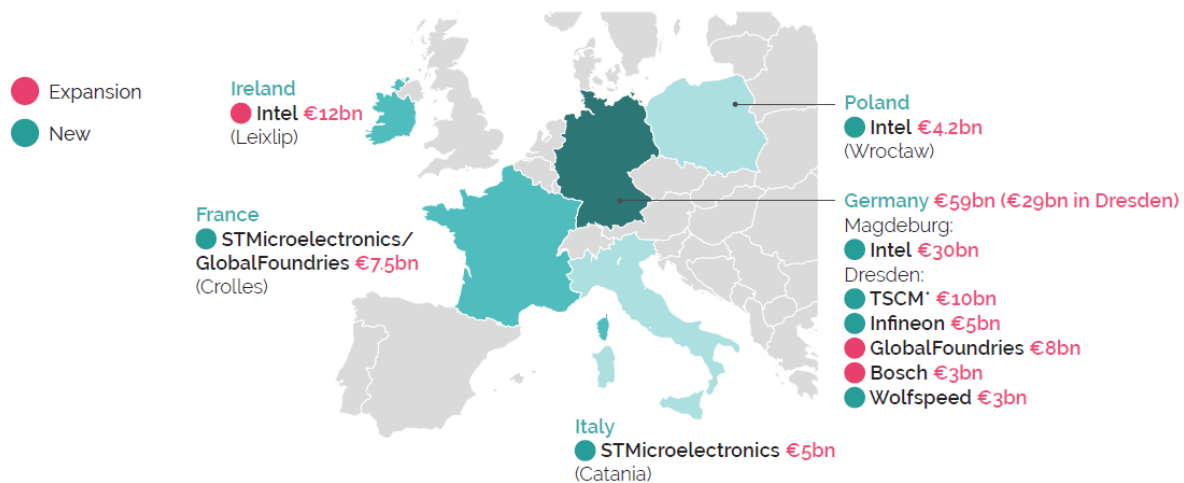 Expansion
New
Ireland
Intel €12bn
(Leixlip)
France
STMicroelectronics/
GlobalFoundries €7.5bn
(Crolles)
Italy
STMicroelectronics €5bn
(Catania)
Poland
Intel €4.2bn
(Wrocław)
Germany €59bn (€29bn in Dresden)
Magdeburg:
Intel €30bn
Dresden:
TSCM* €10bn
Infineon €5bn
GlobalFoundries €8bn
Bosch €3bn
Wolfspeed €3bn